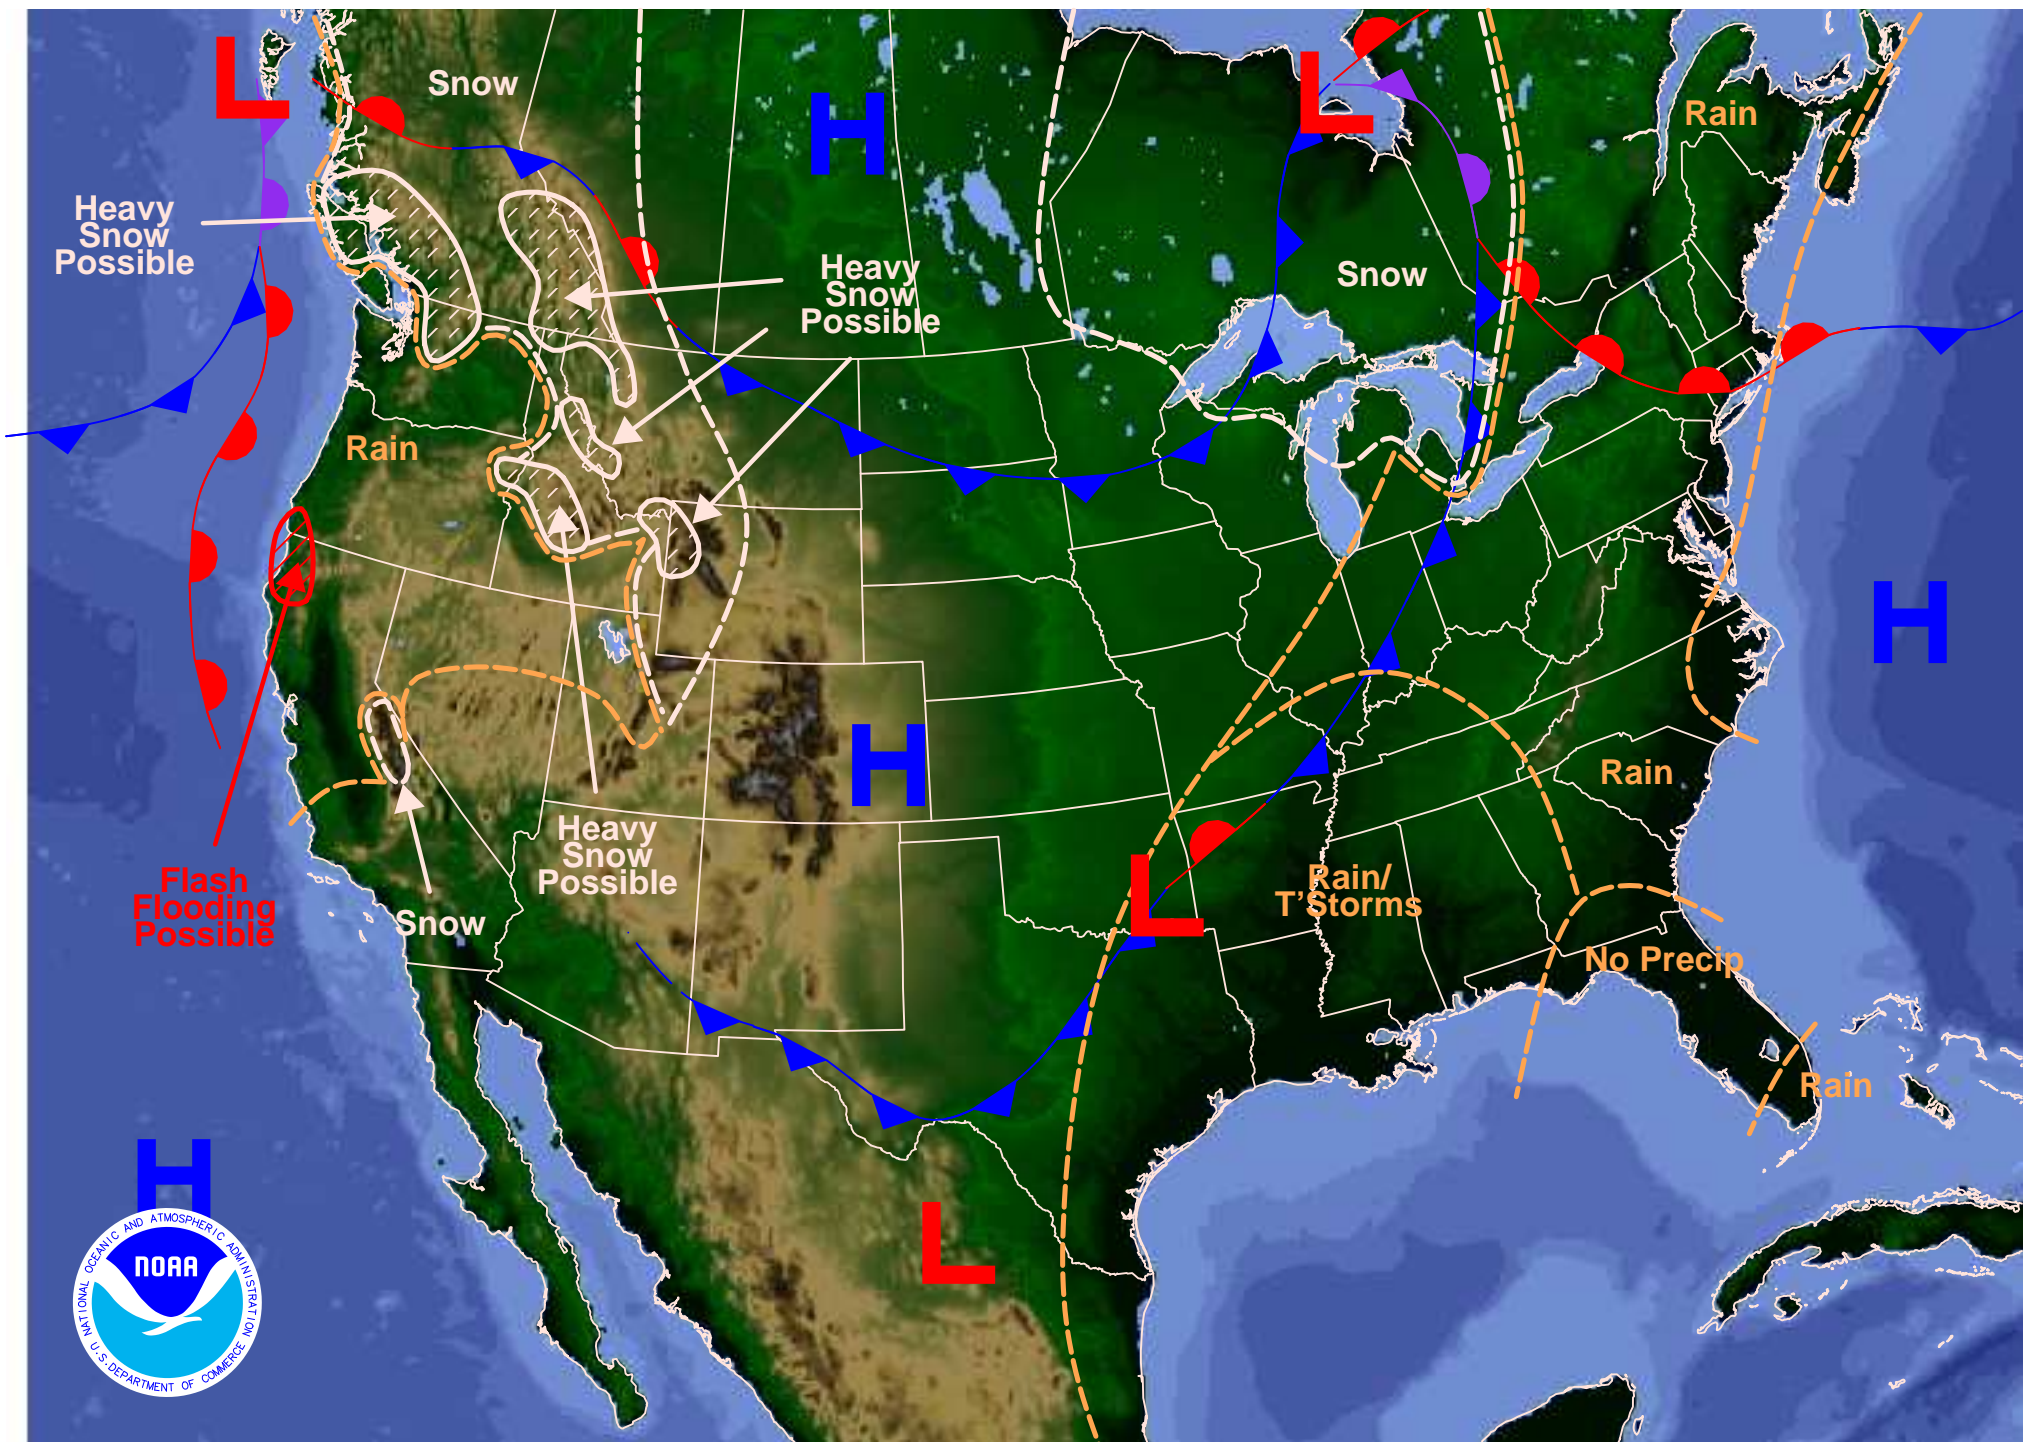 L
Snow
H
L
Rain
Heavy
Snow
Possible
Heavy
Snow
Possible
Snow
Rain
H
H
Rain
Heavy
Snow
Possible
Flash
Flooding
Possible
Snow
L
Rain/
T'Storms
No Precip
Rain
H
L
NATIONAL OCEANIC AND ATMOSPHERIC ADMINISTRATION
NOAA
U.S. DEPARTMENT OF COMMERCE